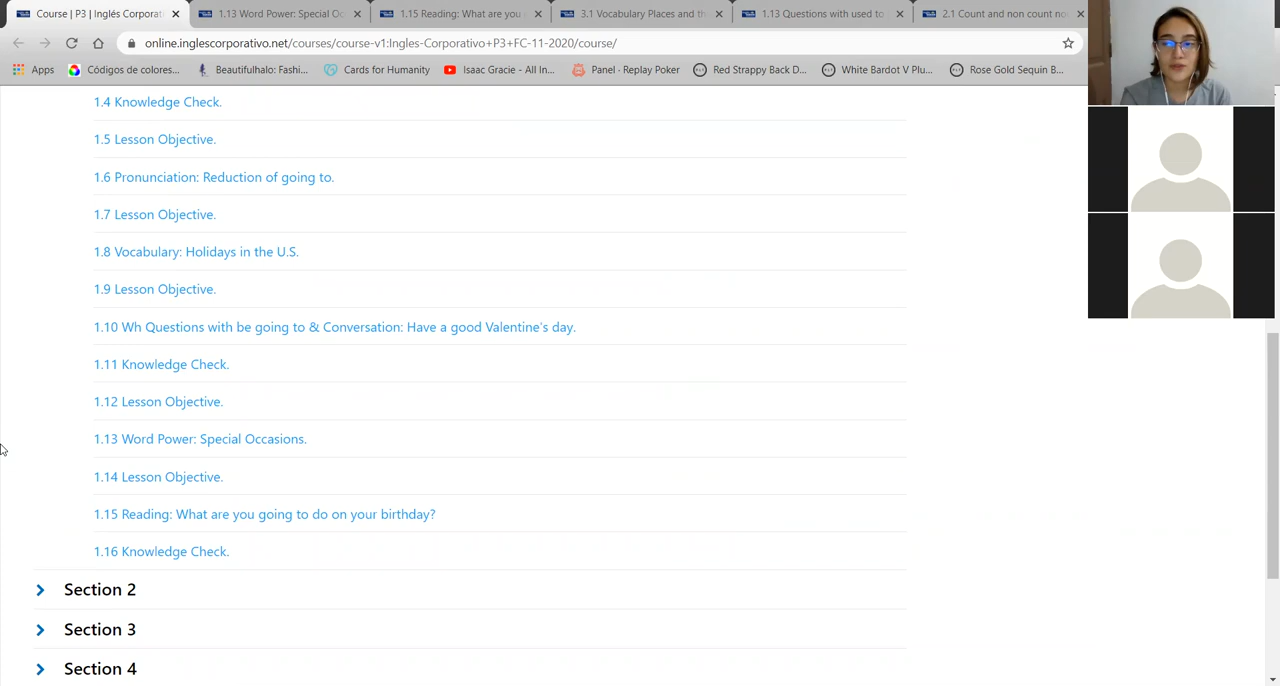 Course | P3 | Inglés Corporat
1.13 Word Power: Special Oc
1.15 Reading: What are you
3.1 Vocabulary Places and th
1.13 Questions with used to
2.1 Count and non count no
online.inglescorporativo.net/courses/course-v1:Ingles-Corporativo+P3+FC-11-2020/course/
Apps
Códigos de colores...
Beautifulhalo: Fashi...
Cards for Humanity
Isaac Gracie - All In...
Panel - Replay Poker
Red Strappy Back D...
White Bardot V Plu...
Rose Gold Sequin B...
1.4 Knowledge Check.
1.5 Lesson Objective.
1.6 Pronunciation: Reduction of going to.
1.7 Lesson Objective.
1.8 Vocabulary: Holidays in the U.S.
1.9 Lesson Objective.
1.10 Wh Questions with be going to & Conversation: Have a good Valentine's day.
1.11 Knowledge Check.
1.12 Lesson Objective.
1.13 Word Power: Special Occasions.
1.14 Lesson Objective.
1.15 Reading: What are you going to do on your birthday?
1.16 Knowledge Check.
Section 2
Section 3
Section 4